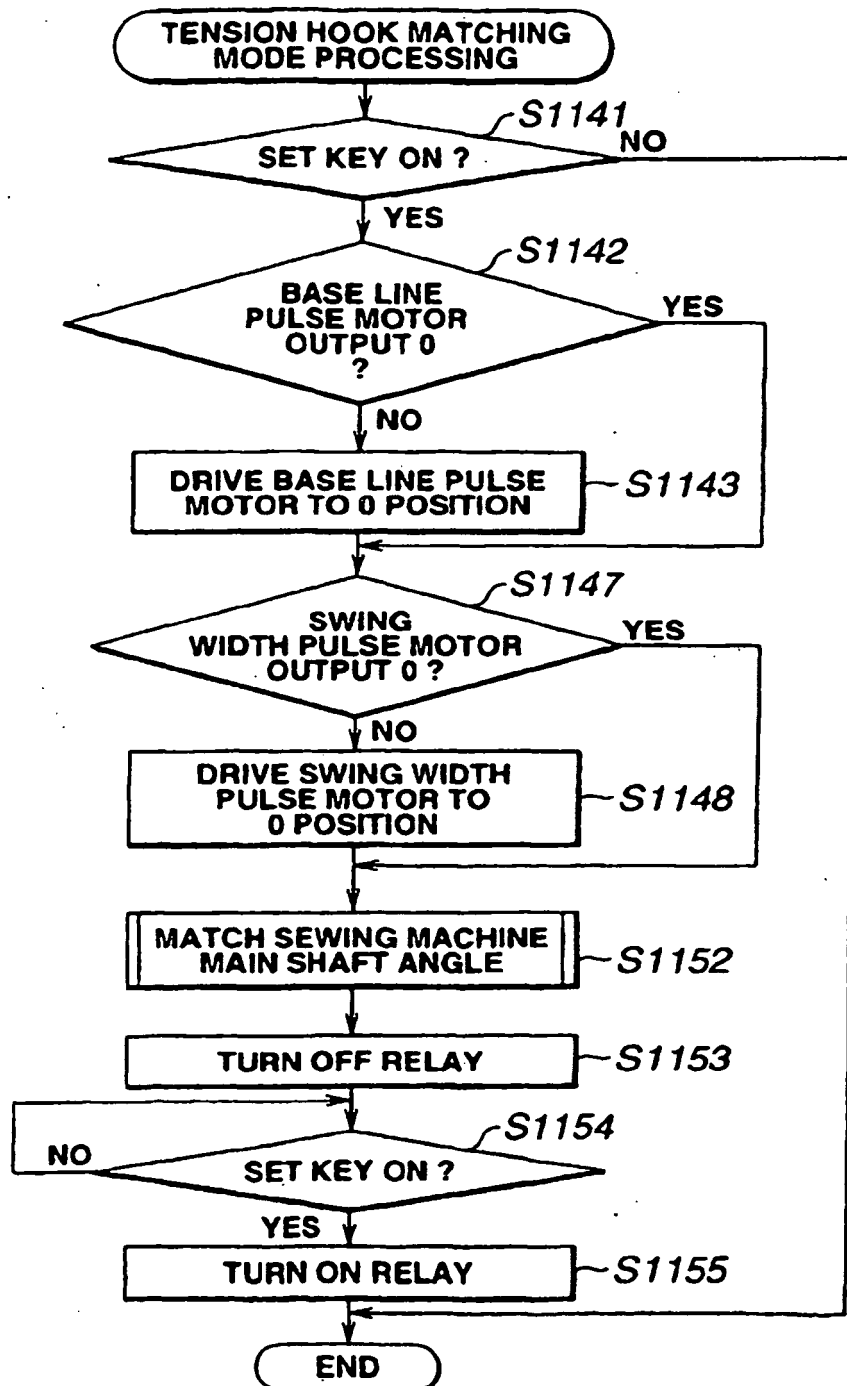 TENSION HOOK MATCHING
MODE PROCESSING
S1141
SET KEY ON ?
NO
YES
S1142
BASE LINE
PULSE MOTOR
OUTPUT 0
?
YES
NO
DRIVE BASE LINE PULSE
MOTOR TO 0 POSITION
S1143
S1147
SWING
WIDTH PULSE MOTOR
OUTPUT 0 ?
YES
NO
DRIVE SWING WIDTH
PULSE MOTOR TO
0 POSITION
S1148
MATCH SEWING MACHINE
MAIN SHAFT ANGLE
S1152
TURN OFF RELAY
S1153
S1154
NO
SET KEY ON ?
YES
TURN ON RELAY
S1155
END